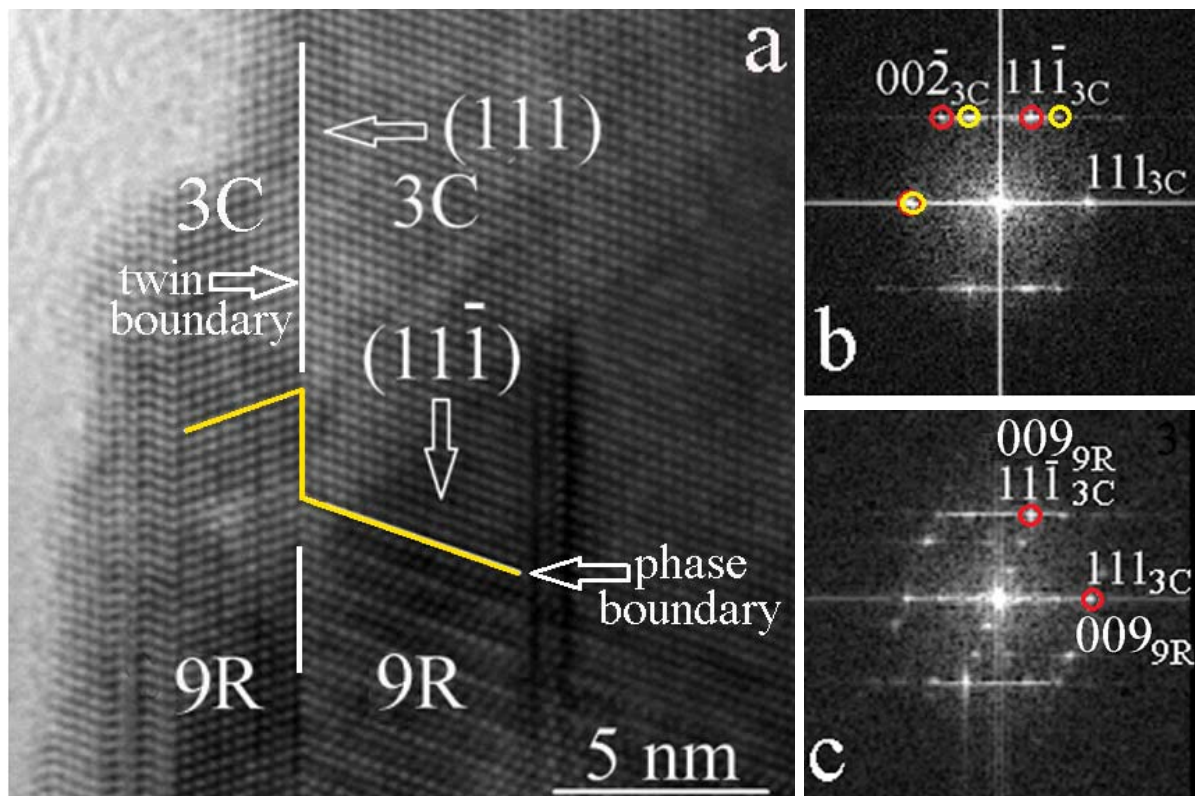 a
(111)
3C
3C
twin
boundary
(111̄)
phase
boundary
9R
9R
5 nm
002̄3C 111̄3C
1113C
b
3
0099R
111̄3C
1113C
0099R
c